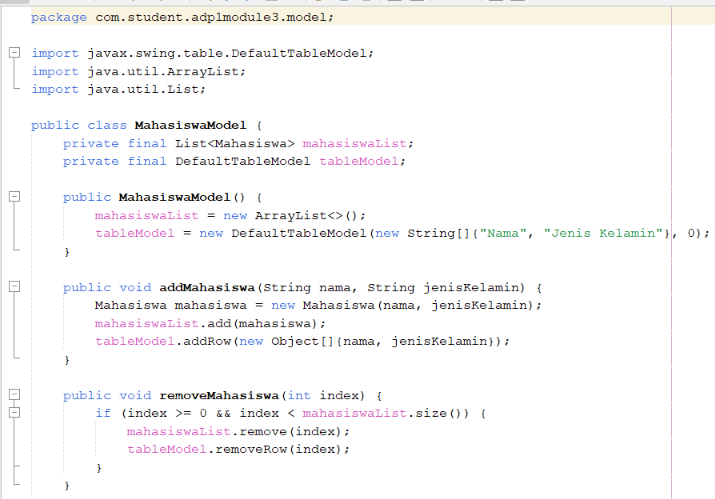 package com.student.adplmodule3.model;
import javax.swing.table.DefaultTableModel;
import java.util.ArrayList;
import java.util.List;
public class MahasiswaModel {
private final List<Mahasiswa> mahasiswaList;
private final DefaultTableModel tableModel;
public MahasiswaModel() {
mahasiswaList = new ArrayList<>();
tableModel = new DefaultTableModel(new String[]{"Nama", "Jenis Kelamin"}, 0);
}
public void addMahasiswa(String nama, String jenisKelamin) {
Mahasiswa mahasiswa = new Mahasiswa(nama, jenisKelamin);
mahasiswaList.add(mahasiswa);
tableModel.addRow(new Object[]{nama, jenisKelamin});
}
public void removeMahasiswa(int index) {
if (index >= 0 && index < mahasiswaList.size()) {
mahasiswaList.remove(index);
tableModel.removeRow(index);
}
}